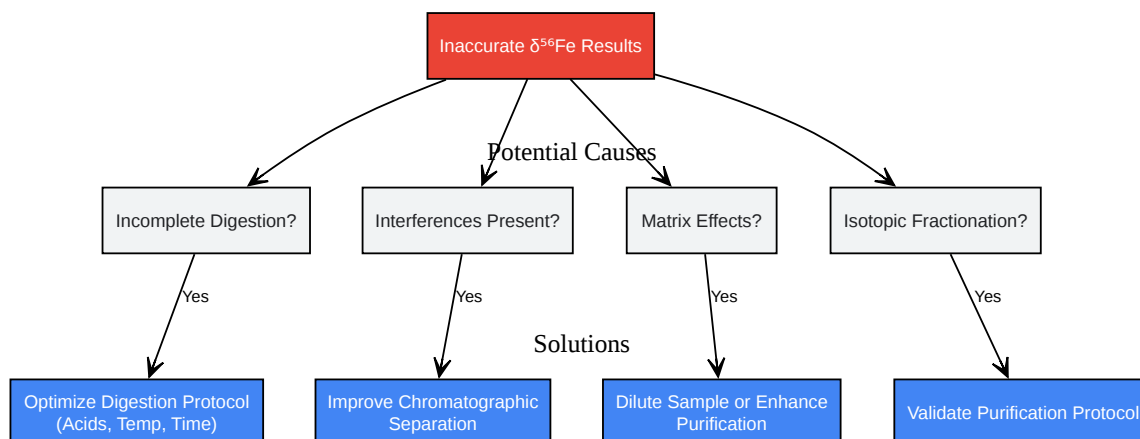 Inaccurate δ⁵⁶Fe Results
Potential Causes
Incomplete Digestion?
Interferences Present?
Matrix Effects?
Isotopic Fractionation?
Yes
Yes
Yes
Yes
Solutions
Optimize Digestion Protocol
(Acids, Temp, Time)
Improve Chromatographic
Separation
Dilute Sample or Enhance
Purification
Validate Purification Protocol